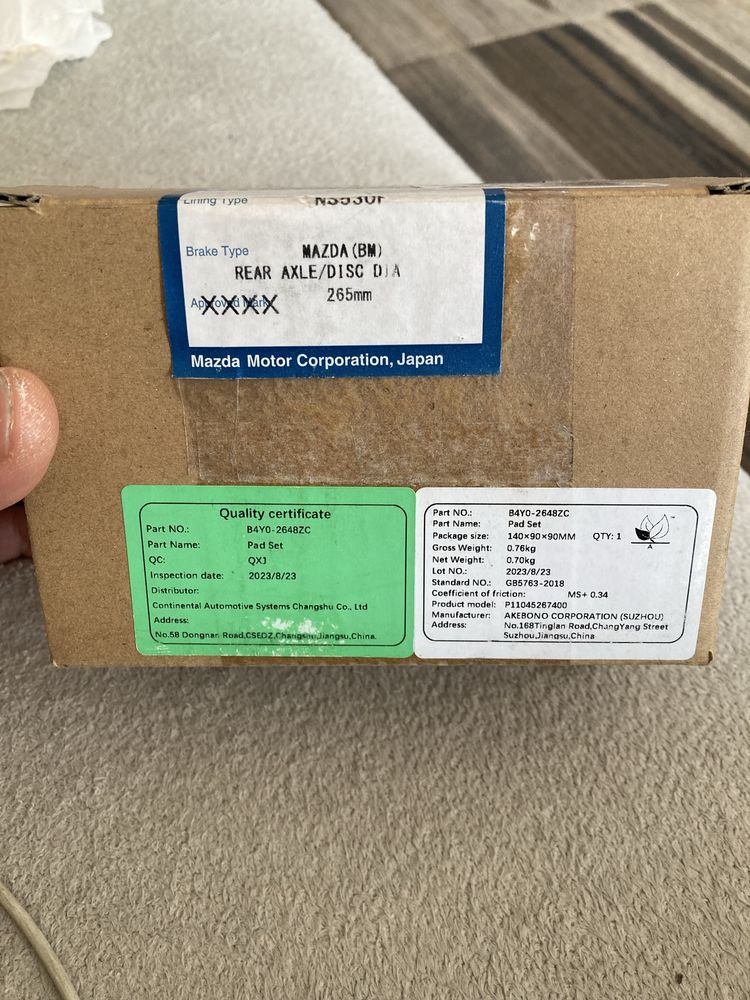 Lining Type NS530F
Brake Type MAZDA(BM)
REAR AXLE/DISC DIA
Approved Mark XXXX 265mm
Mazda Motor Corporation, Japan
Quality certificate
Part NO.: B4Y0-2648ZC
Part Name: Pad Set
QC: QXJ
Inspection date: 2023/8/23
Distributor:
Continental Automotive Systems Changshu Co., Ltd
Address:
No.58 Dongnan Road,CSEDZ,Changshu,Jiangsu,China.
Part NO.: B4Y0-2648ZC
Part Name: Pad Set
Package size: 140×90×90MM QTY: 1
Gross Weight: 0.76kg
Net Weight: 0.70kg
Lot NO.: 2023/8/23
Standard NO.: GB5763-2018
Coefficient of friction: MS+ 0.34
Product model: P11045267400
Manufacturer: AKEBONO CORPORATION (SUZHOU)
Address: No.168Tinglan Road,ChangYang Street
Suzhou,Jiangsu,China
TM
A